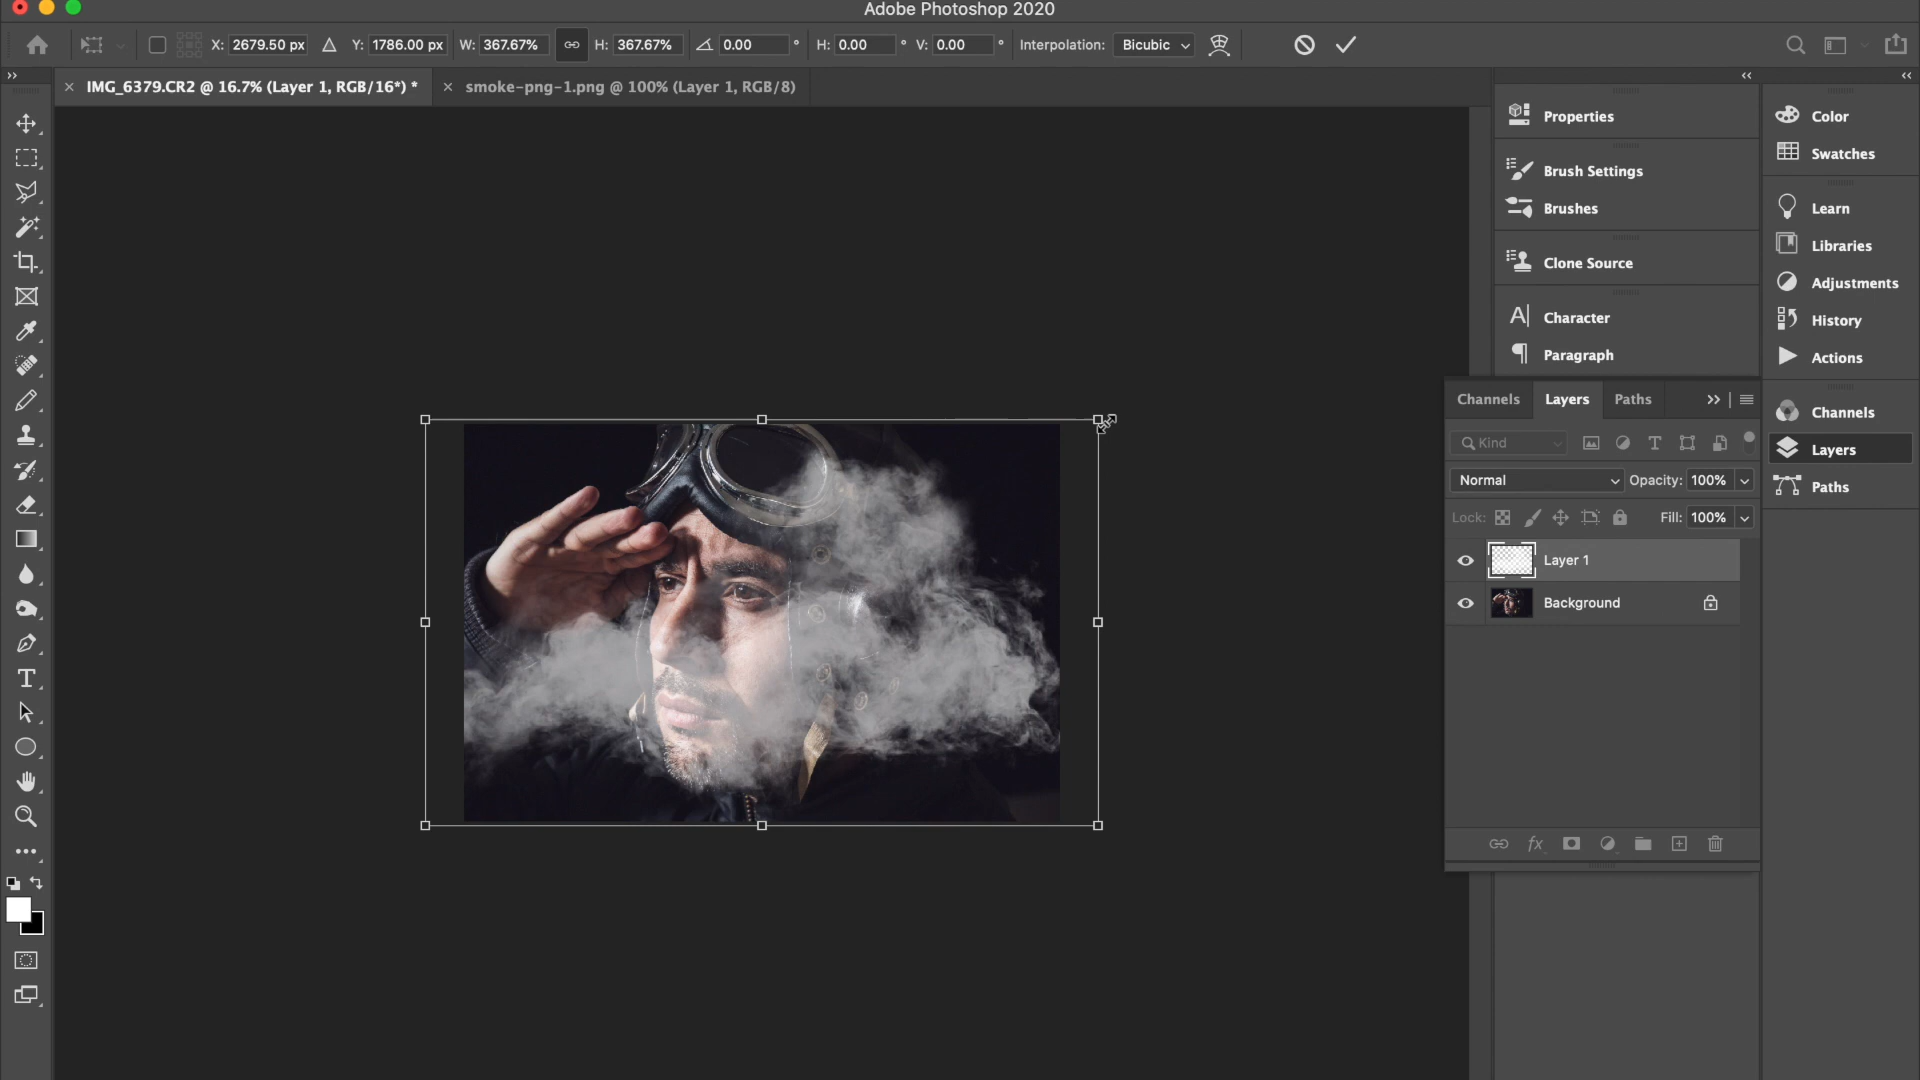 Adobe Photoshop 2020
X: 2679.50 px Y: 1786.00 px W: 367.67% H: 367.67% 0.00 ° H: 0.00 ° V: 0.00 ° Interpolation: Bicubic
IMG_6379.CR2 @ 16.7% (Layer 1, RGB/16*) *
smoke-png-1.png @ 100% (Layer 1, RGB/8)
Properties
Brush Settings
Brushes
Clone Source
Character
Paragraph
Color
Swatches
Learn
Libraries
Adjustments
History
Actions
Channels
Layers
Paths
Channels Layers Paths
Kind
Normal Opacity: 100%
Lock: Fill: 100%
Layer 1
Background